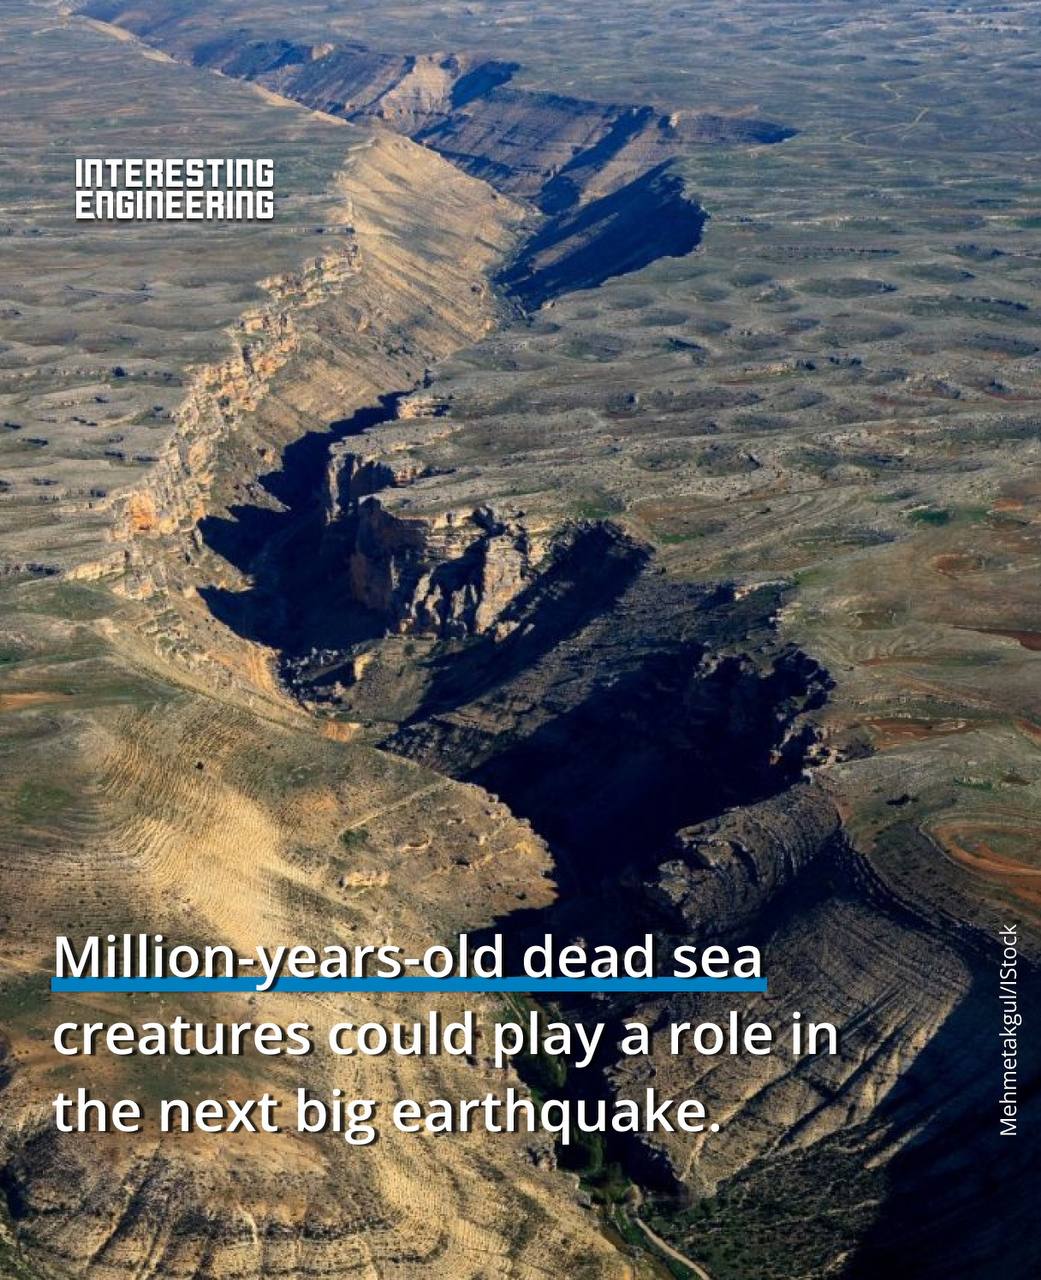 INTERESTING
ENGINEERING
Million-years-old dead sea
creatures could play a role in
the next big earthquake.
Mehmetakgul/IStock